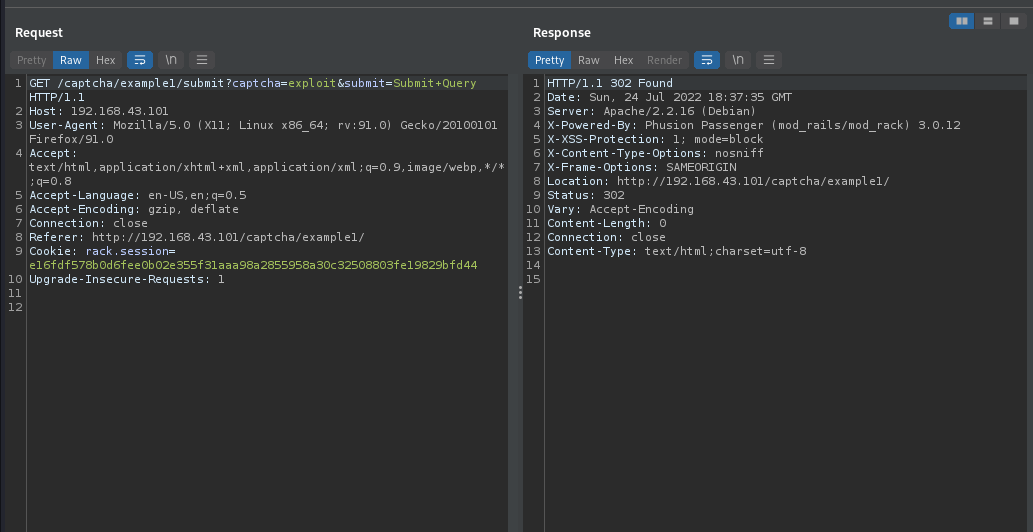 Request
Pretty Raw Hex \n
1 GET /captcha/example1/submit?captcha=exploit&submit=Submit+Query
HTTP/1.1
2 Host: 192.168.43.101
3 User-Agent: Mozilla/5.0 (X11; Linux x86_64; rv:91.0) Gecko/20100101
Firefox/91.0
4 Accept:
text/html,application/xhtml+xml,application/xml;q=0.9,image/webp,*/*
;q=0.8
5 Accept-Language: en-US,en;q=0.5
6 Accept-Encoding: gzip, deflate
7 Connection: close
8 Referer: http://192.168.43.101/captcha/example1/
9 Cookie: rack.session=
e16fdf578b0d6fee0b02e355f31aaa98a2855958a30c32508803fe19829bfd44
10 Upgrade-Insecure-Requests: 1
11
12
Response
Pretty Raw Hex Render \n
1 HTTP/1.1 302 Found
2 Date: Sun, 24 Jul 2022 18:37:35 GMT
3 Server: Apache/2.2.16 (Debian)
4 X-Powered-By: Phusion Passenger (mod_rails/mod_rack) 3.0.12
5 X-XSS-Protection: 1; mode=block
6 X-Content-Type-Options: nosniff
7 X-Frame-Options: SAMEORIGIN
8 Location: http://192.168.43.101/captcha/example1/
9 Status: 302
10 Vary: Accept-Encoding
11 Content-Length: 0
12 Connection: close
13 Content-Type: text/html;charset=utf-8
14
15